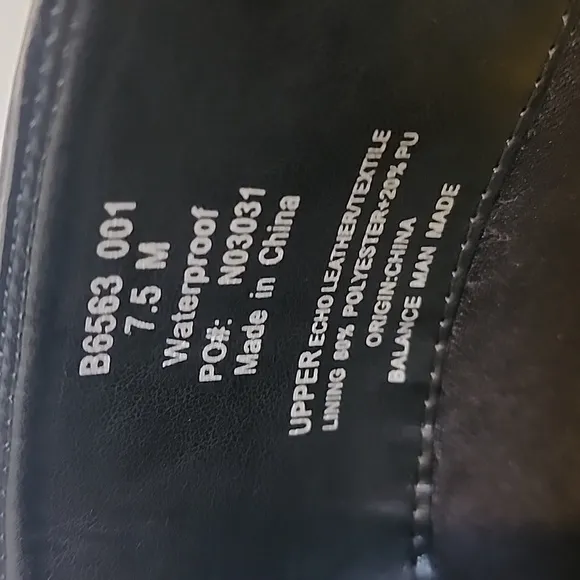 B6563 001
7.5 M
Waterproof
PO#: N03031
Made in China
UPPER ECHO LEATHER/TEXTILE
LINING 80% POLYESTER+20% PU
ORIGIN:CHINA
BALANCE MAN MADE